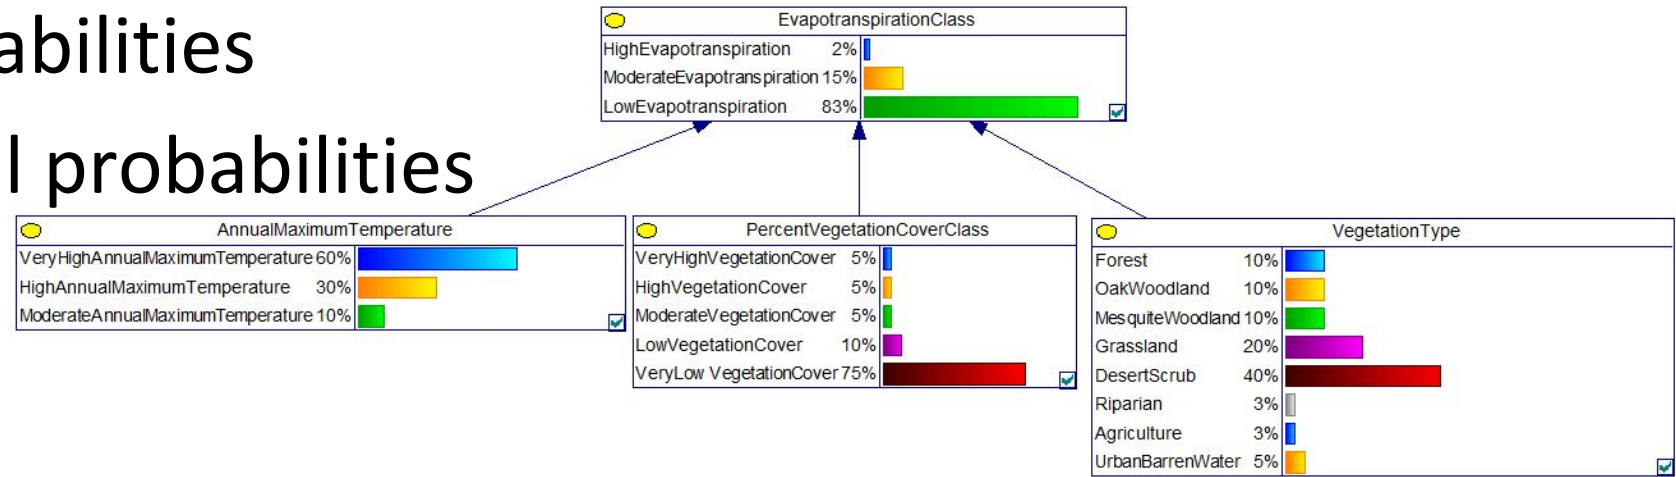 abilities
l probabilities
EvapotranspirationClass
HighEvapotranspiration 2%
ModerateEvapotranspiration 15%
LowEvapotranspiration 83%
AnnualMaximumTemperature
VeryHighAnnualMaximumTemperature 60%
HighAnnualMaximumTemperature 30%
ModerateAnnualMaximumTemperature 10%
PercentVegetationCoverClass
VeryHighVegetationCover 5%
HighVegetationCover 5%
ModerateVegetationCover 5%
LowVegetationCover 10%
VeryLow VegetationCover 75%
VegetationType
Forest 10%
OakWoodland 10%
MesquiteWoodland 10%
Grassland 20%
DesertScrub 40%
Riparian 3%
Agriculture 3%
UrbanBarrenWater 5%